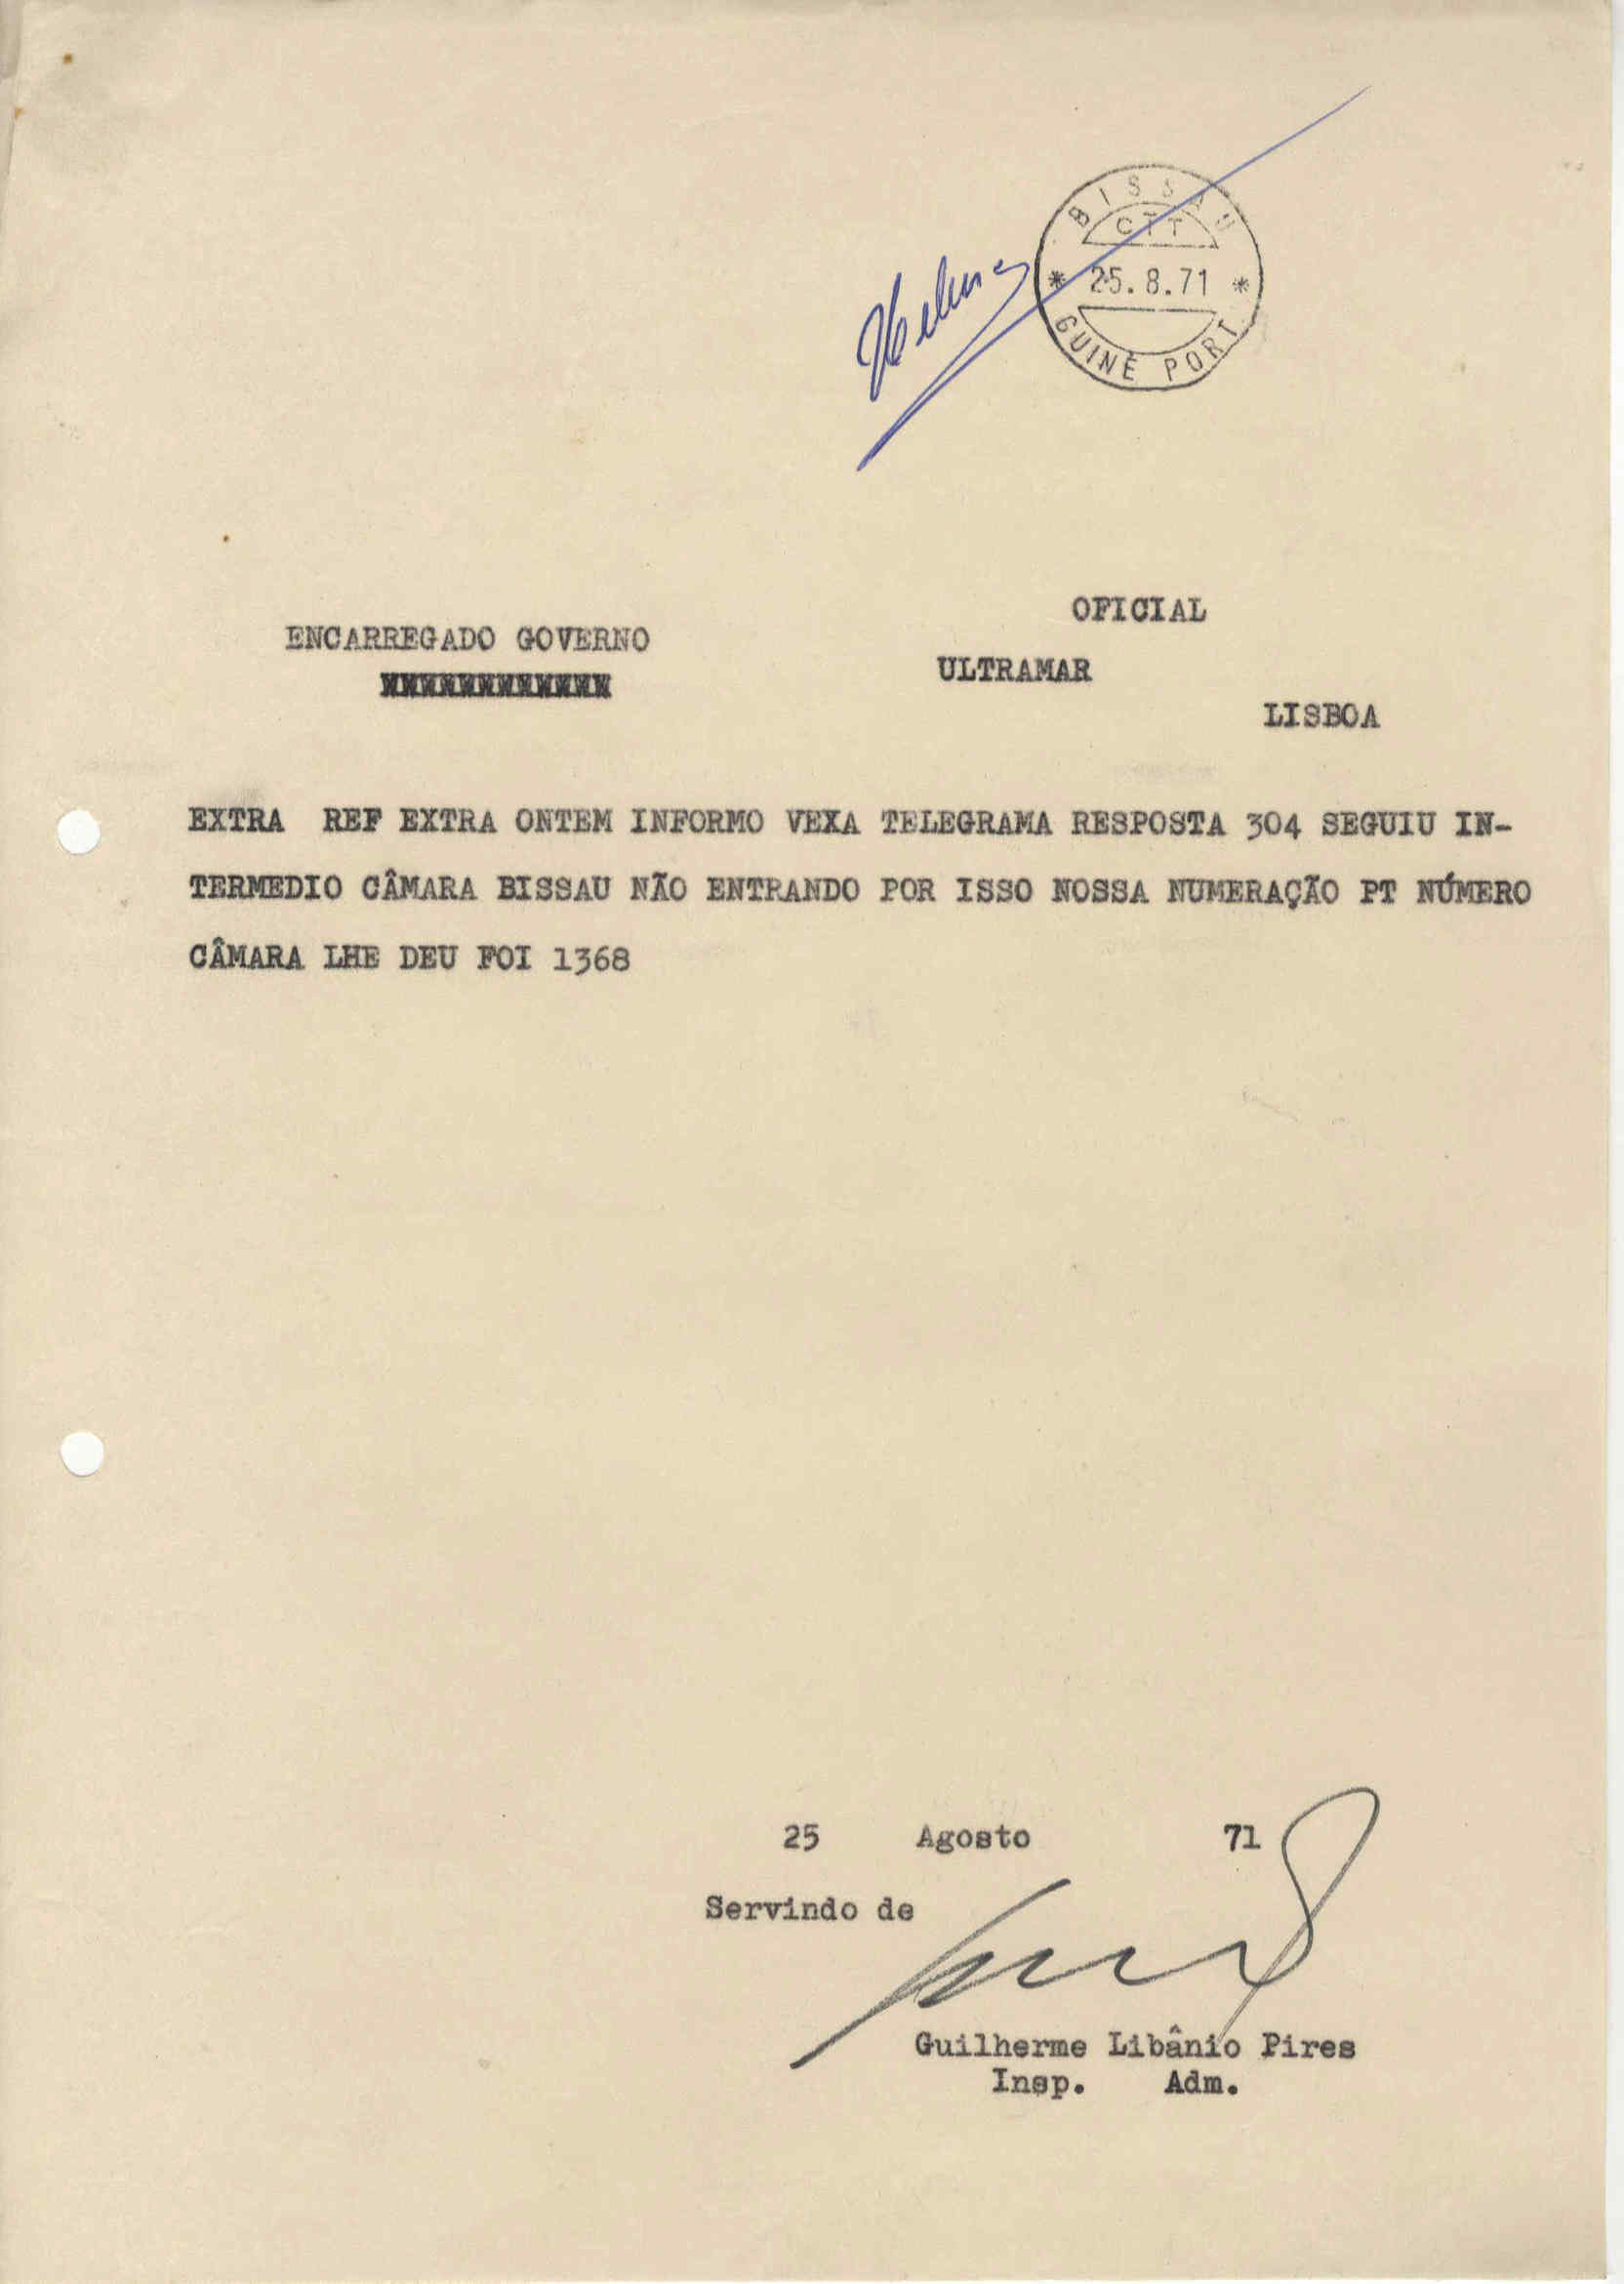 BISSAU
CTT
* 25.8.71 *
GUINÉ PORT.
OFICIAL
ENCARREGADO GOVERNO
ULTRAMAR
LISBOA
EXTRA REF EXTRA ONTEM INFORMO VEXA TELEGRAMA RESPOSTA 304 SEGUIU IN-
TERMEDIO CÂMARA BISSAU NÃO ENTRANDO POR ISSO NOSSA NUMERAÇÃO PT NÚMERO
CÂMARA LHE DEU FOI 1368
25 Agosto 71
Servindo de
Guilherme Libânio Pires
Insp. Adm.